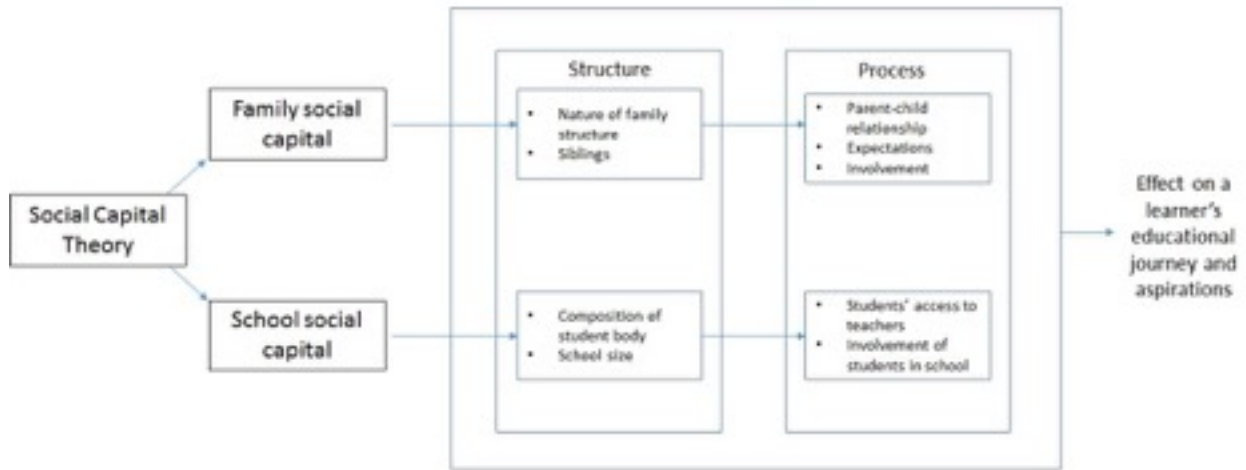 Social Capital
Theory
Family social
capital
School social
capital
Structure
• Nature of family
structure
• Siblings
• Composition of
student body
• School size
Process
• Parent-child
relationship
• Expectations
• Involvement
• Students' access to
teachers
• Involvement of
students in school
Effect on a
learner's
educational
journey and
aspirations